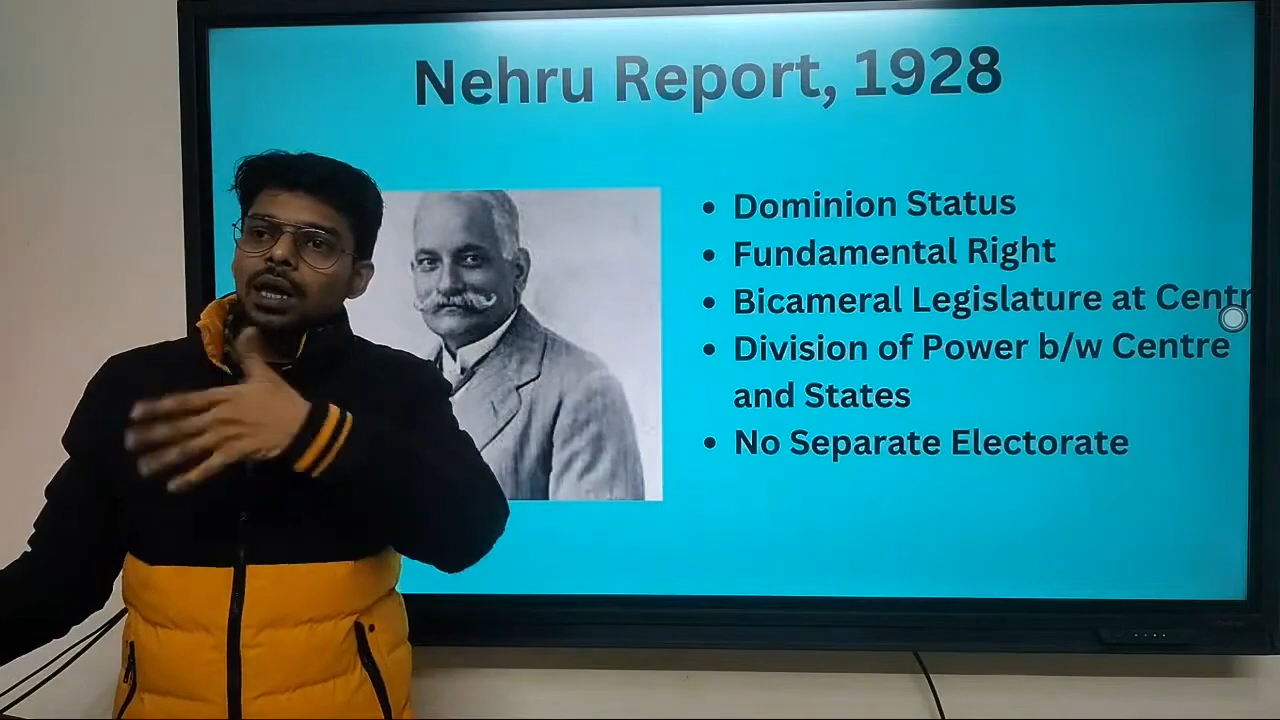 Nehru Report, 1928
• Dominion Status
• Fundamental Right
• Bicameral Legislature at Centr
• Division of Power b/w Centre
and States
• No Separate Electorate